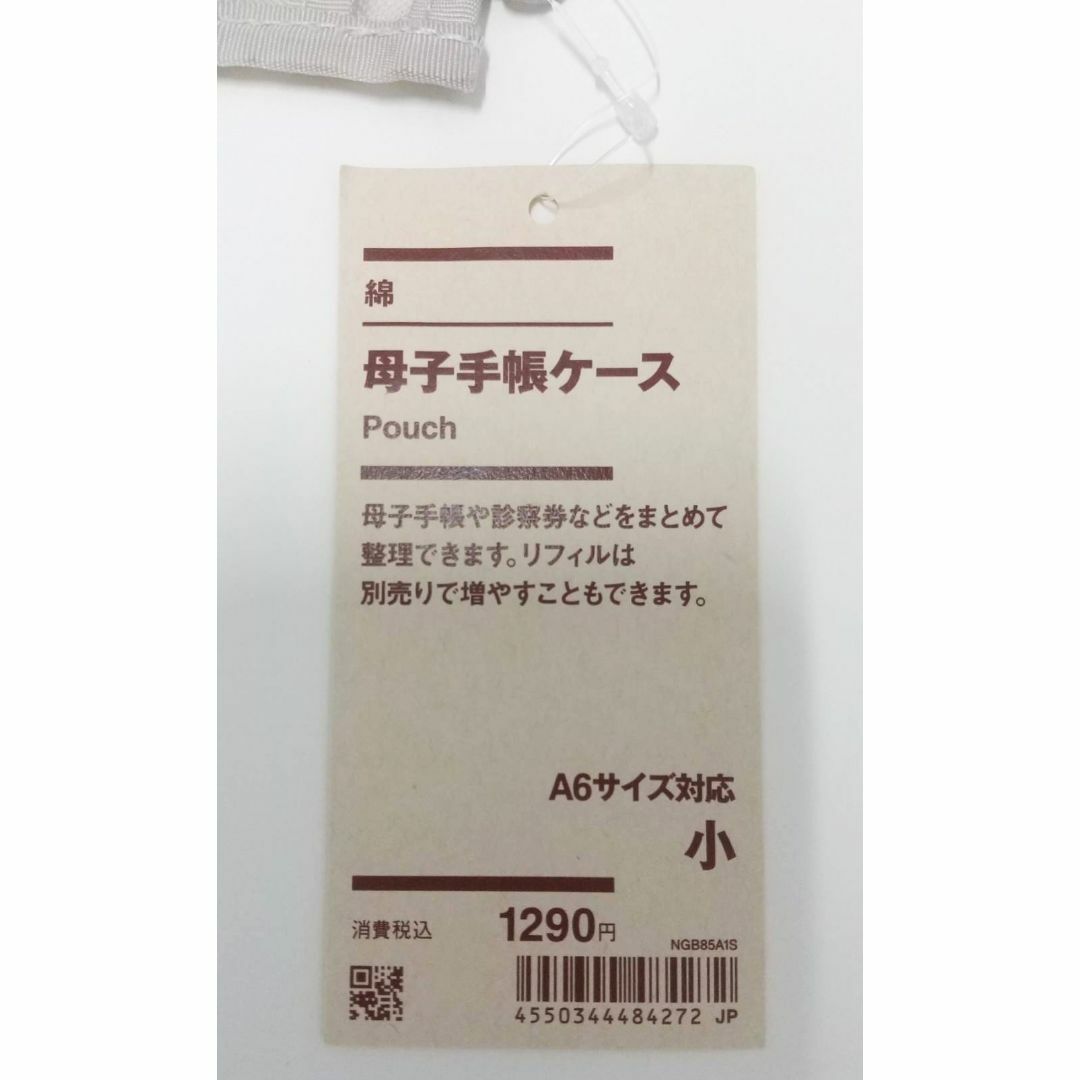 綿
母子手帳ケース
Pouch
母子手帳や診察券などをまとめて
整理できます。リフィルは
別売りで増やすこともできます。
A6サイズ対応
小
消費税込 1290円
NGB85A1S
4550344484272 JP